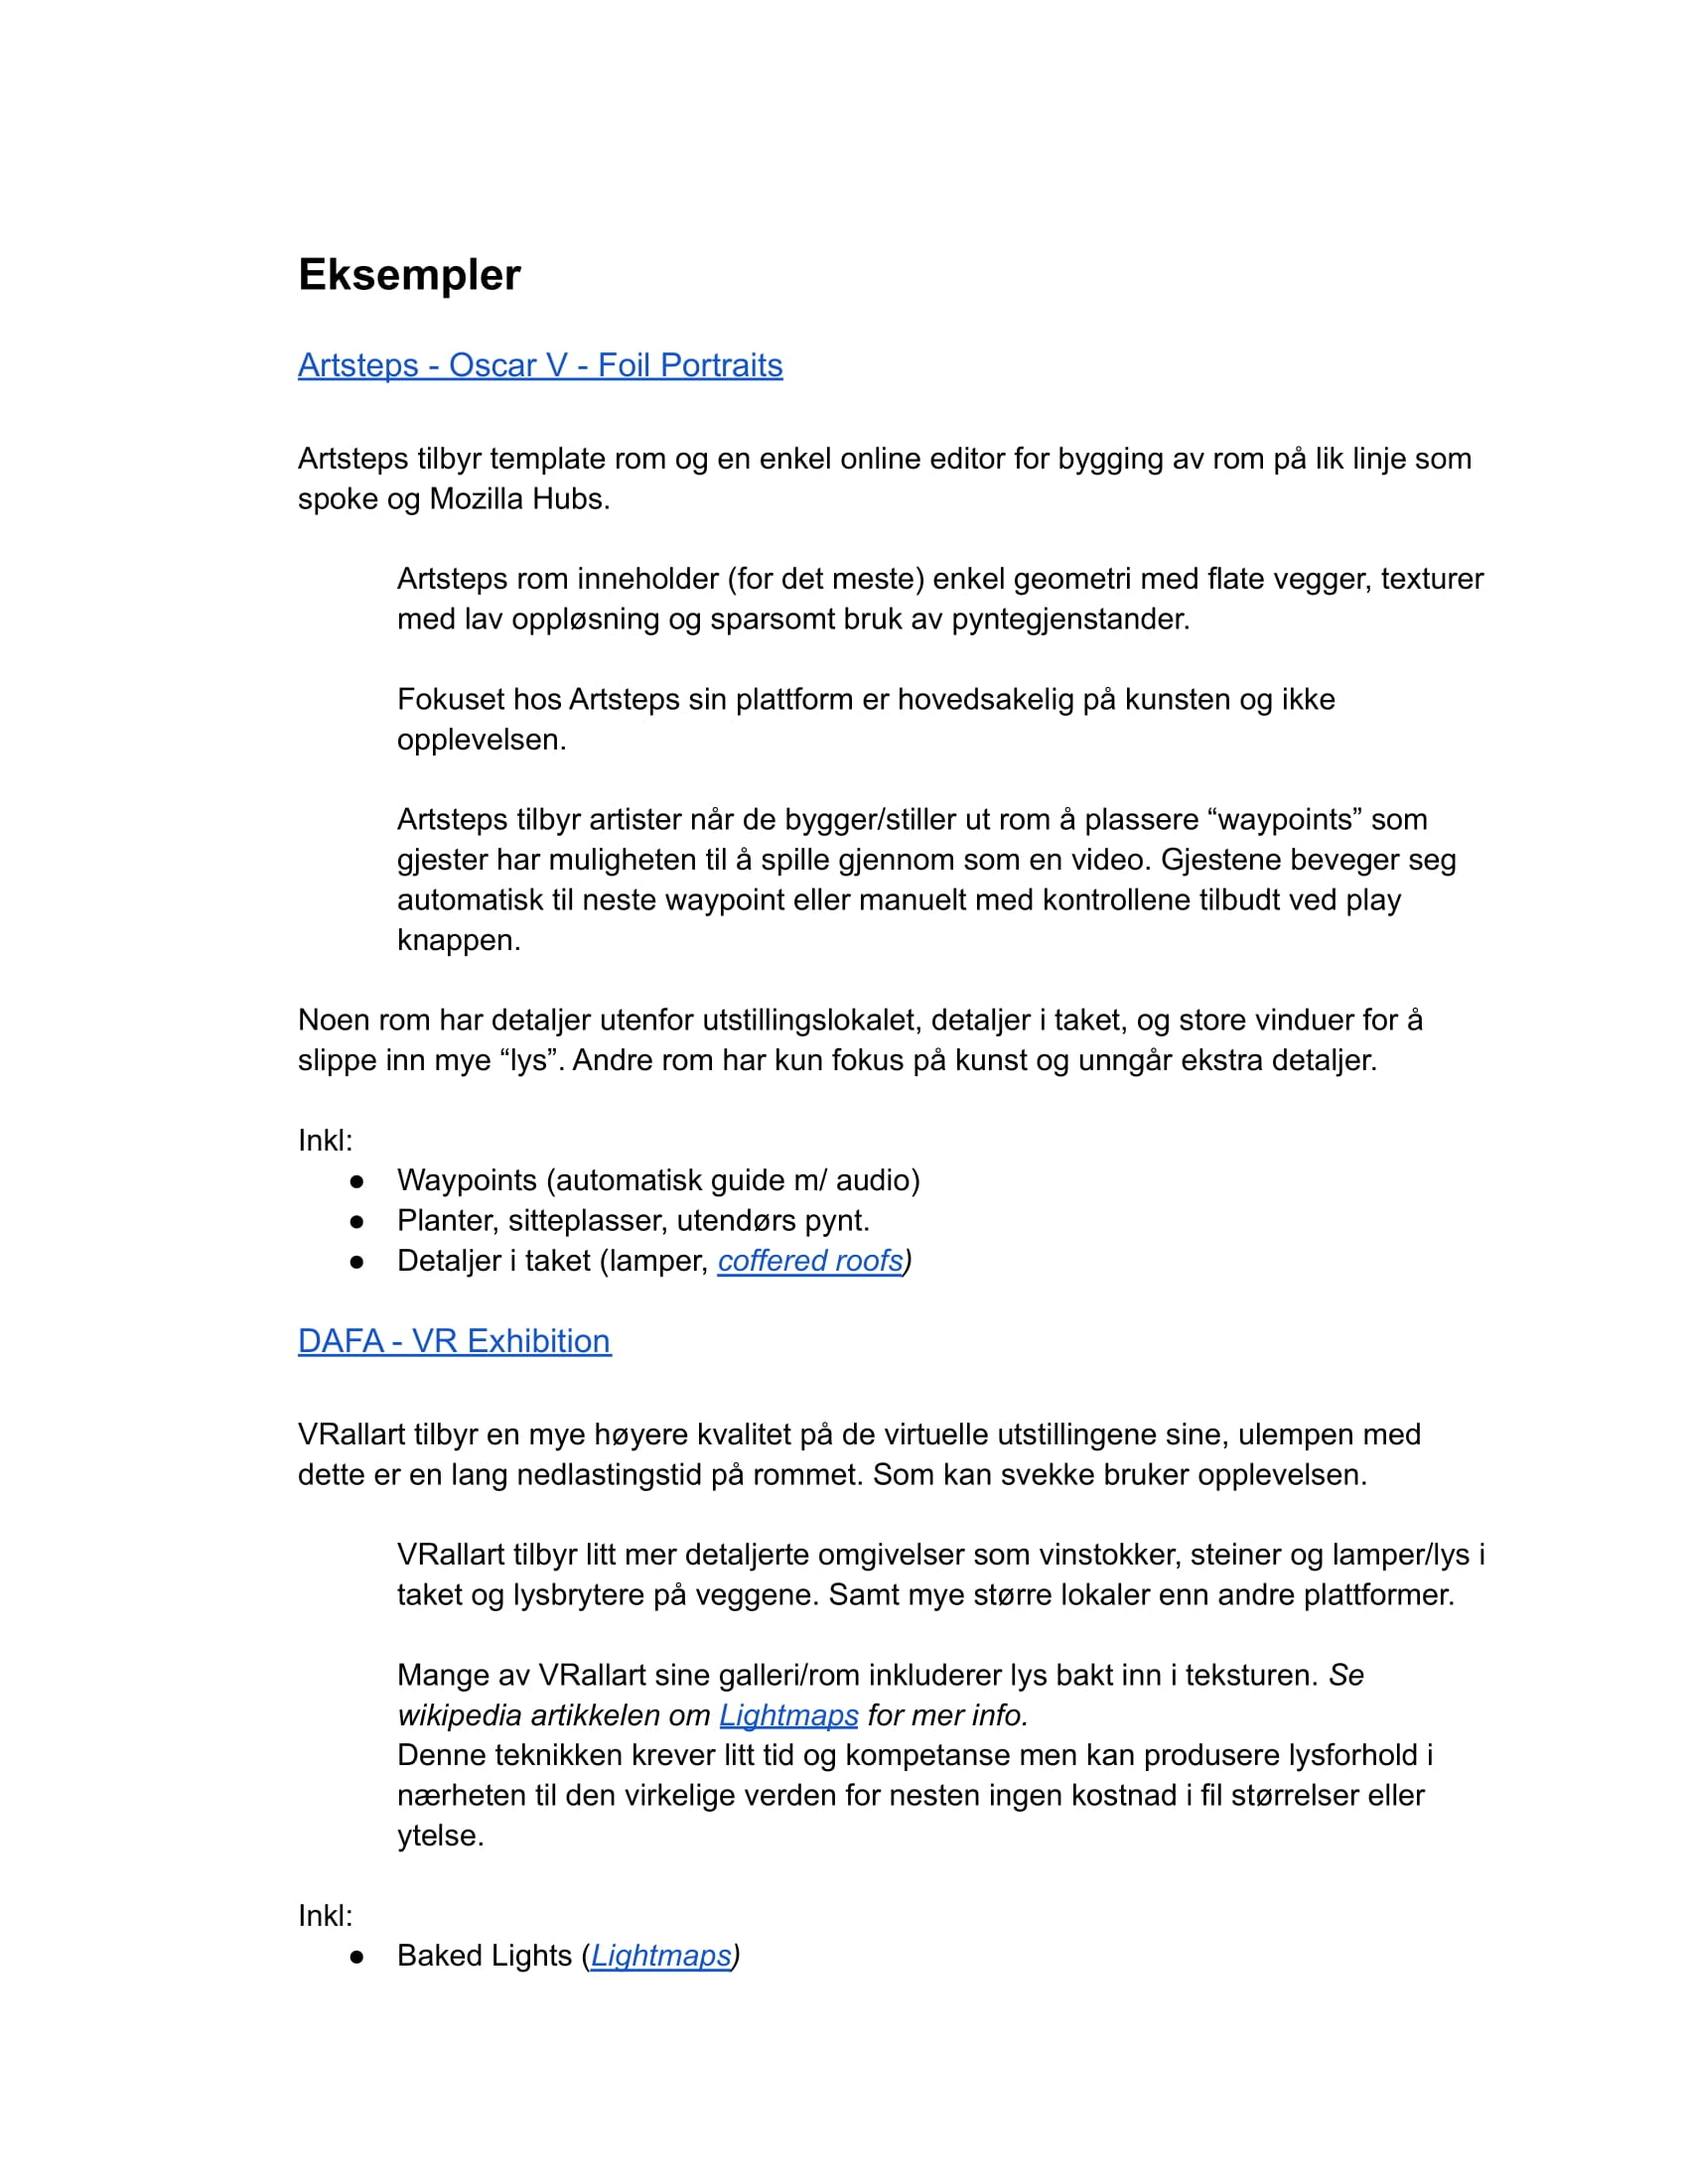 Eksempler
Artsteps - Oscar V - Foil Portraits
Artsteps tilbyr template rom og en enkel online editor for bygging av rom på lik linje som
spoke og Mozilla Hubs.
Artsteps rom inneholder (for det meste) enkel geometri med flate vegger, texturer
med lav oppløsning og sparsomt bruk av pyntegjenstander.
Fokuset hos Artsteps sin plattform er hovedsakelig på kunsten og ikke
opplevelsen.
Artsteps tilbyr artister når de bygger/stiller ut rom å plassere “waypoints” som
gjester har muligheten til å spille gjennom som en video. Gjestene beveger seg
automatisk til neste waypoint eller manuelt med kontrollene tilbudt ved play
knappen.
Noen rom har detaljer utenfor utstillingslokalet, detaljer i taket, og store vinduer for å
slippe inn mye “lys”. Andre rom har kun fokus på kunst og unngår ekstra detaljer.
Inkl:
● Waypoints (automatisk guide m/ audio)
● Planter, sitteplasser, utendørs pynt.
● Detaljer i taket (lamper, coffered roofs)
DAFA - VR Exhibition
VRallart tilbyr en mye høyere kvalitet på de virtuelle utstillingene sine, ulempen med
dette er en lang nedlastingstid på rommet. Som kan svekke bruker opplevelsen.
VRallart tilbyr litt mer detaljerte omgivelser som vinstokker, steiner og lamper/lys i
taket og lysbrytere på veggene. Samt mye større lokaler enn andre plattformer.
Mange av VRallart sine galleri/rom inkluderer lys bakt inn i teksturen. Se
wikipedia artikkelen om Lightmaps for mer info.
Denne teknikken krever litt tid og kompetanse men kan produsere lysforhold i
nærheten til den virkelige verden for nesten ingen kostnad i fil størrelser eller
ytelse.
Inkl:
● Baked Lights (Lightmaps)